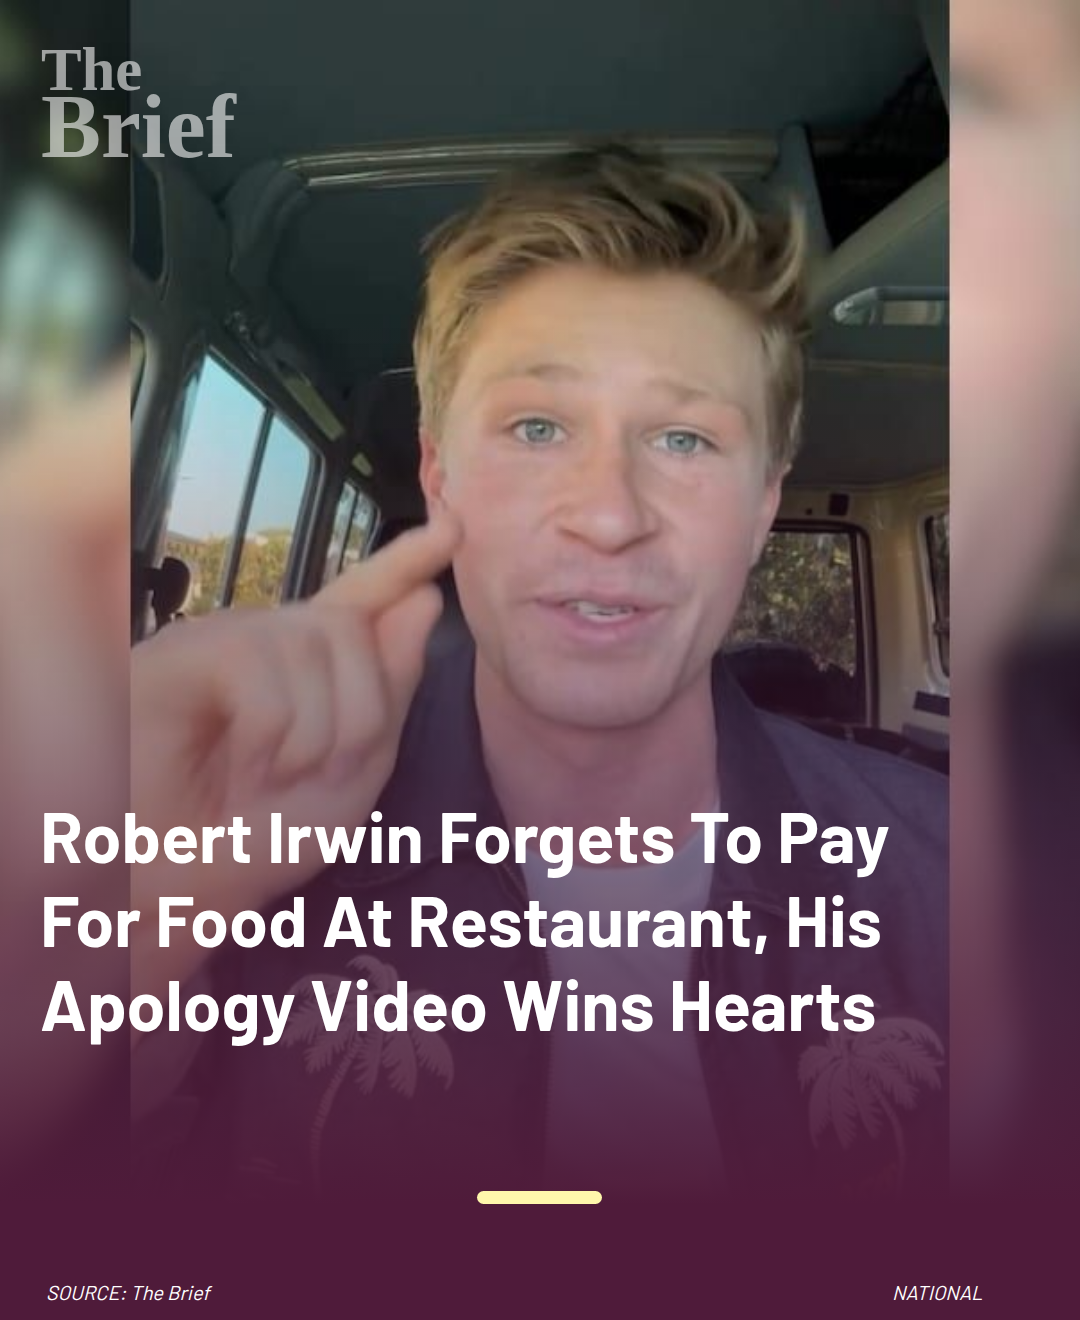 The
Brief
Robert Irwin Forgets To Pay
For Food At Restaurant, His
Apology Video Wins Hearts
SOURCE: The Brief
NATIONAL